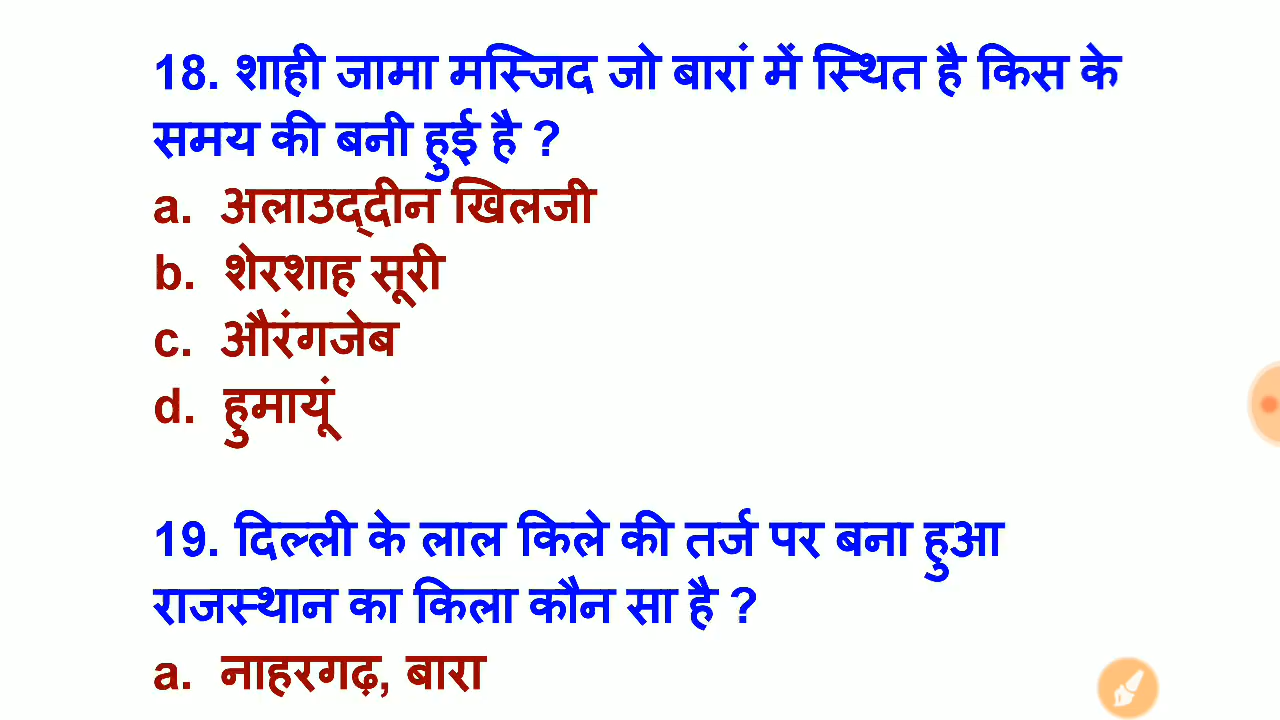 18. शाही जामा मस्जिद जो बारां में स्थित है किस के
समय की बनी हुई है ?
a. अलाउद्दीन खिलजी
b. शेरशाह सूरी
c. औरंगजेब
d. हुमायूं
19. दिल्ली के लाल किले की तर्ज पर बना हुआ
राजस्थान का किला कौन सा है ?
a. नाहरगढ़, बारा